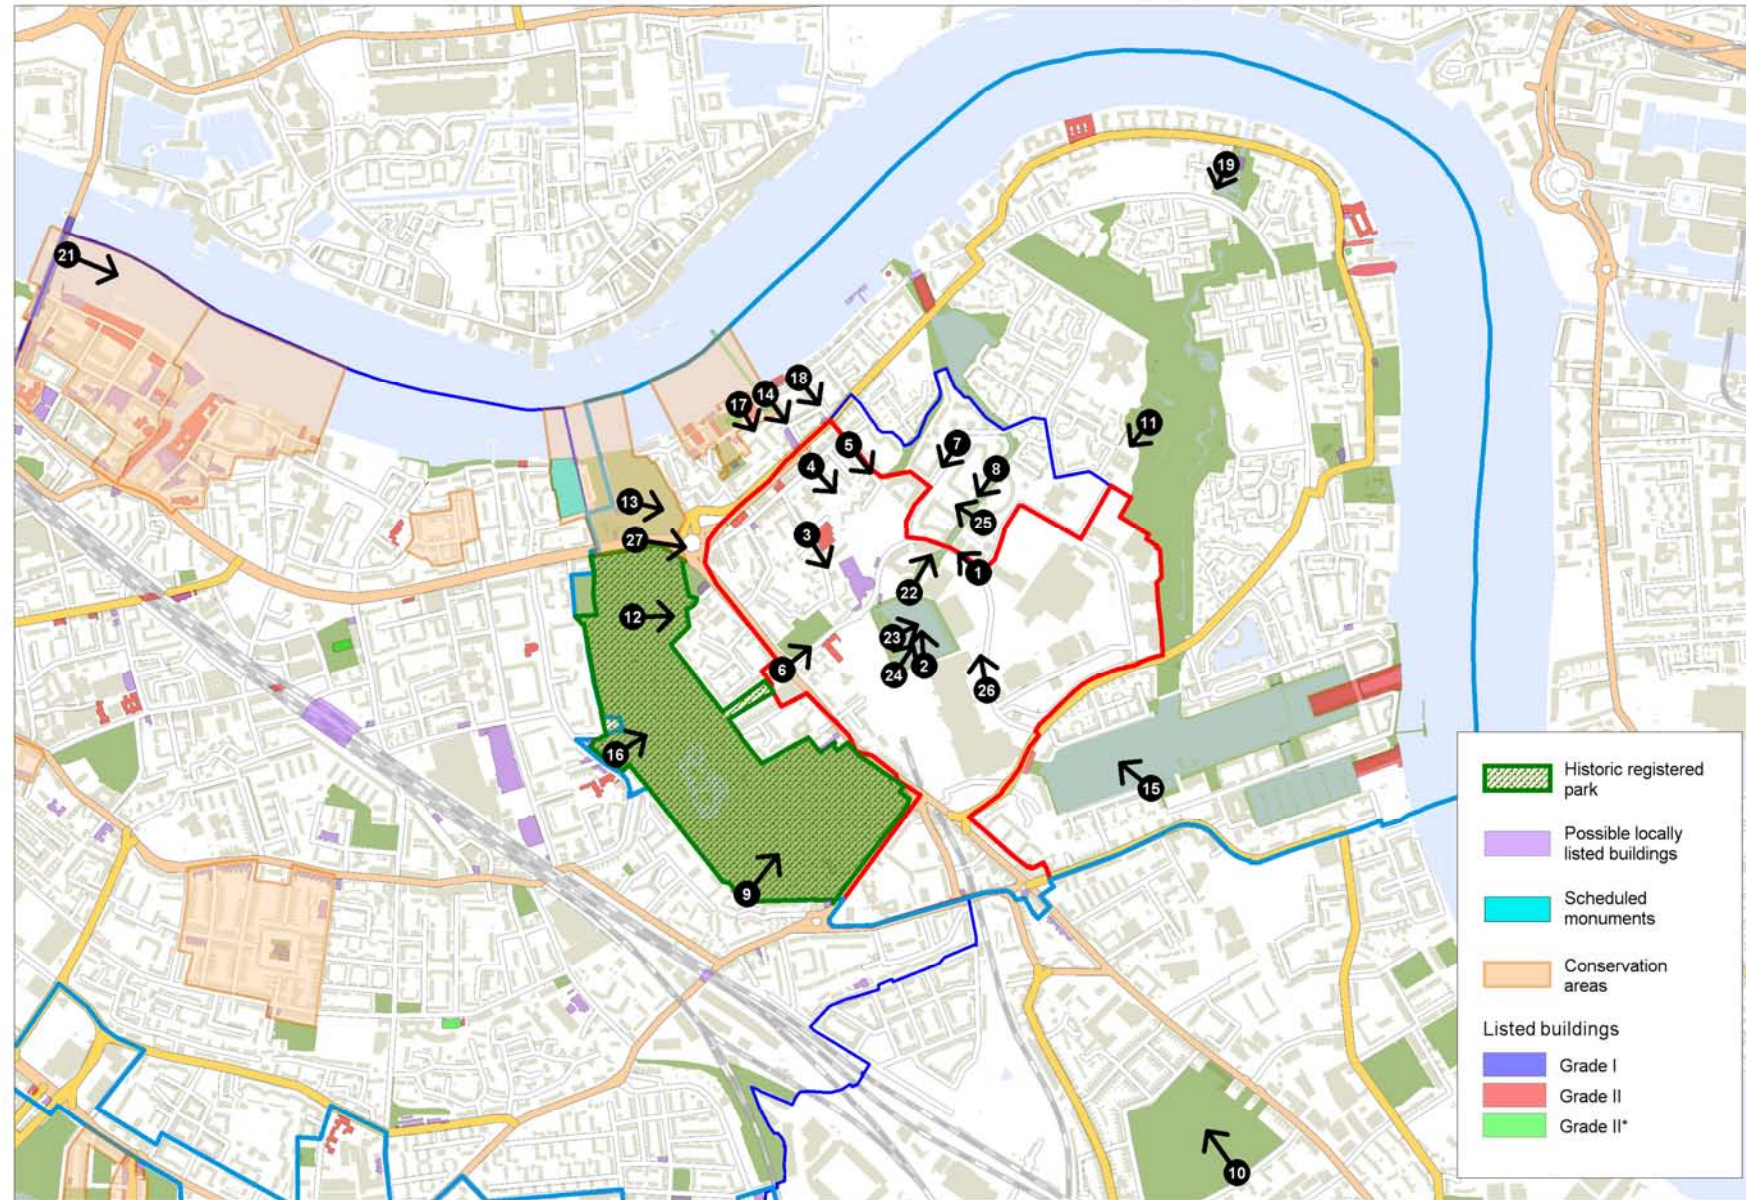 19
21
18
14
17
11
5
7
4
8
13
25
27
3
1
22
12
23
6
2
24
26
16
15
9
10
Historic registered
park
Possible locally
listed buildings
Scheduled
monuments
Conservation
areas
Listed buildings
Grade I
Grade II
Grade II*